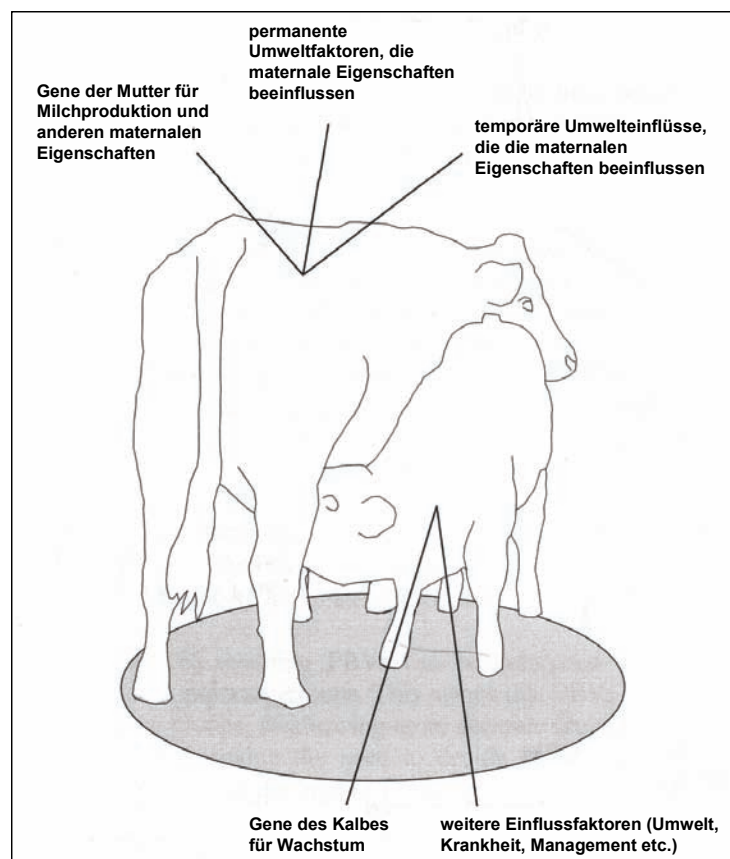 permanente
Umweltfaktoren, die
maternale Eigenschaften
beeinflussen
Gene der Mutter für
Milchproduktion und
anderen maternalen
Eigenschaften
temporäre Umwelteinflüsse,
die die maternalen
Eigenschaften beeinflussen
Gene des Kalbes
für Wachstum
weitere Einflussfaktoren (Umwelt,
Krankheit, Management etc.)